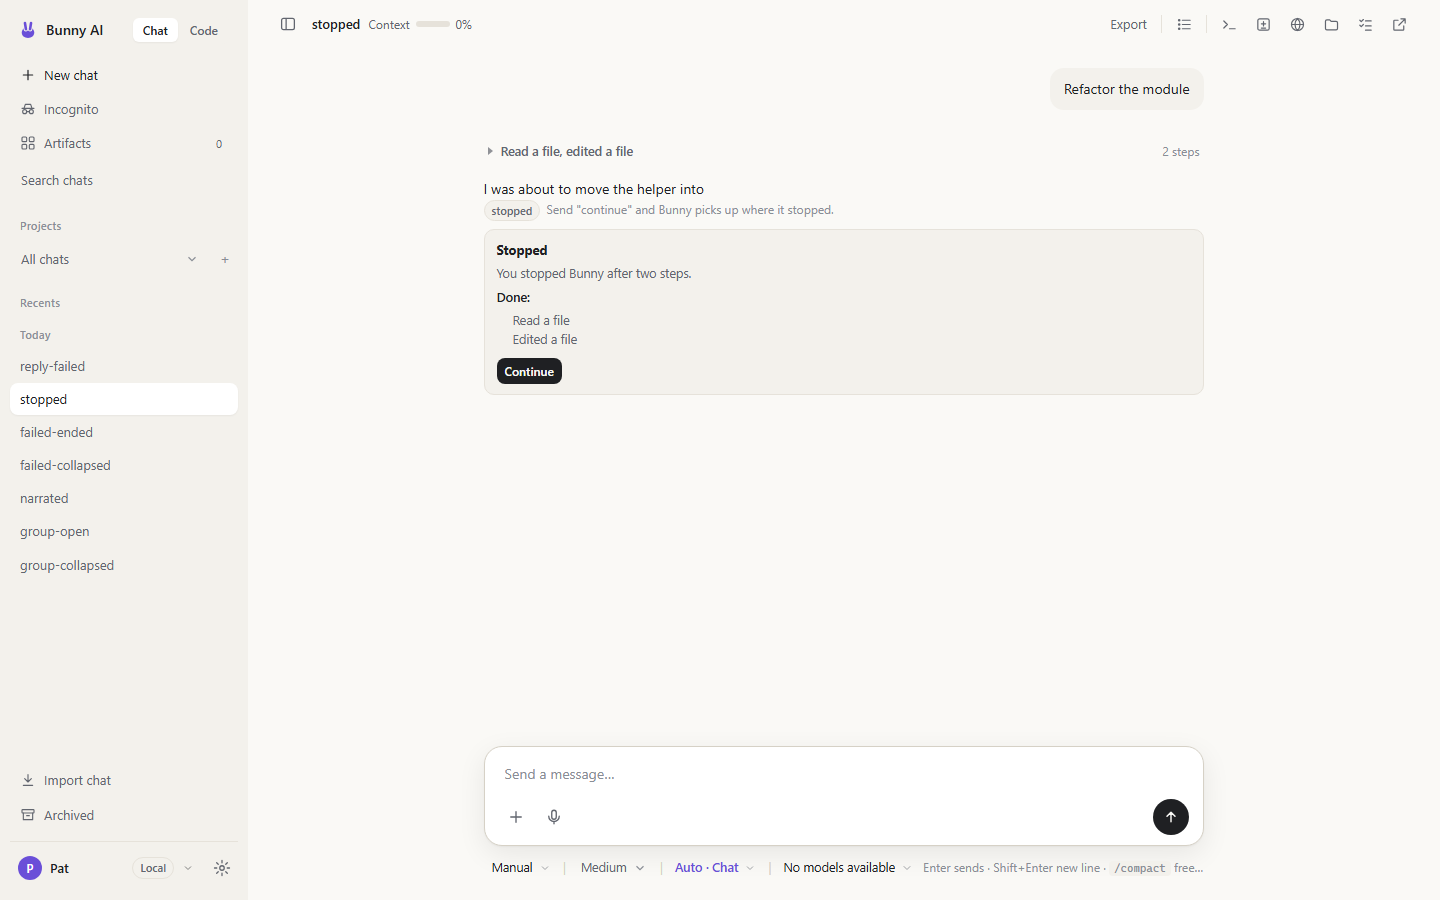 Bunny AI
Chat
Code
New chat
Incognito
Artifacts
0
Search chats
Projects
All chats
+
Recents
Today
reply-failed
stopped
failed-ended
failed-collapsed
narrated
group-open
group-collapsed
Import chat
Archived
P
Pat
Local
stopped
Context
0%
Export
Refactor the module
Read a file, edited a file
2 steps
I was about to move the helper into
stopped
Send "continue" and Bunny picks up where it stopped.
Stopped
You stopped Bunny after two steps.
Done:
Read a file
Edited a file
Continue
Send a message...
Manual
Medium
Auto · Chat
No models available
Enter sends · Shift+Enter new line · /compact free...